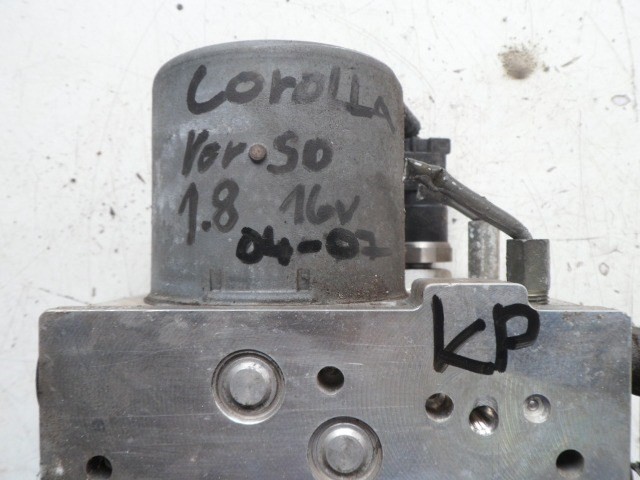 COROLLA
Ver SO
1.8 16v
04-07
KP